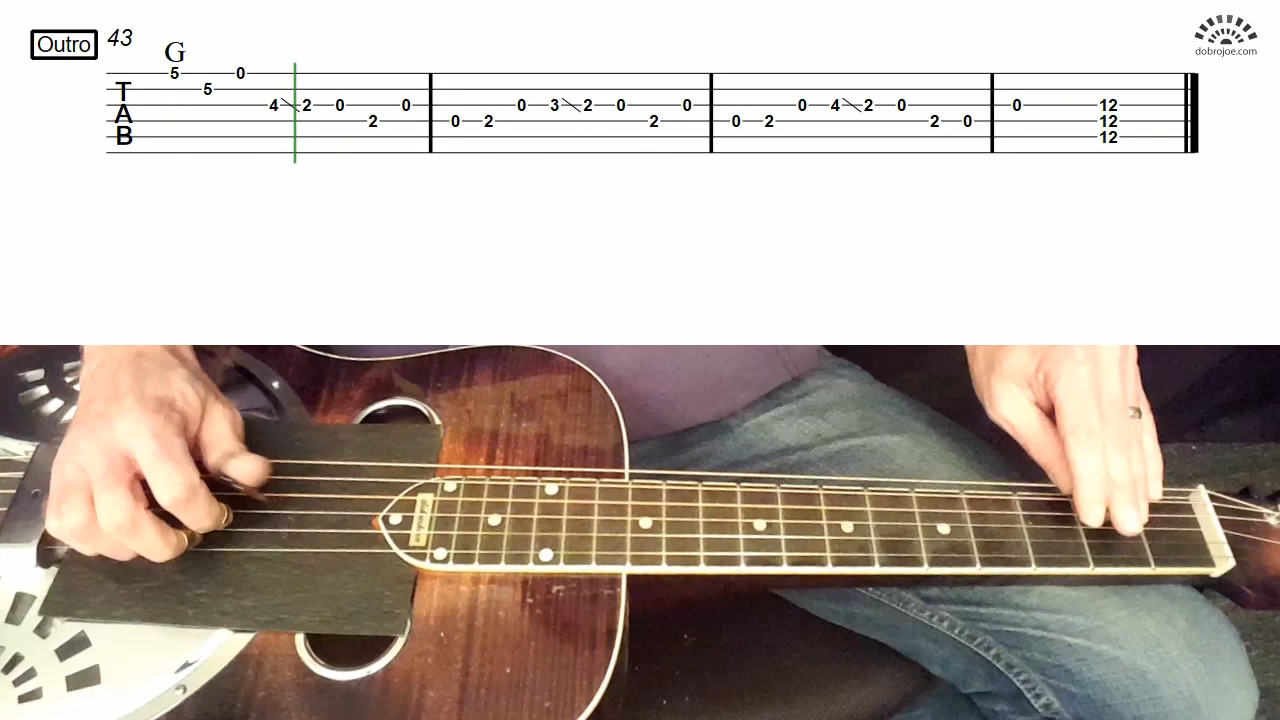 Outro 43
G
dobrojoe.com
5 0
T 5
A 4 2 0 0 0 3 2 0 0 0 4 2 0 0 12
2 0 2 2 0 2 2 0 12
B 12